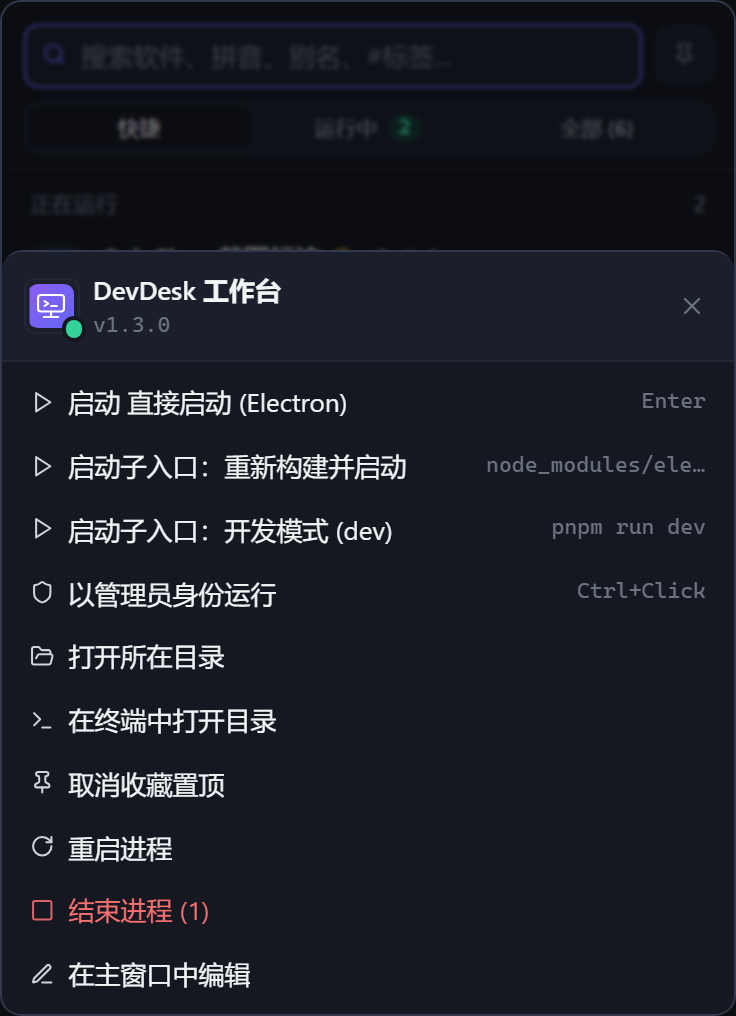 搜索软件、拼音、别名、#标签...
快捷
运行中 2
全部 (6)
正在运行
2
DevDesk 工作台
v1.3.0
启动 直接启动 (Electron)
Enter
启动子入口：重新构建并启动
node_modules/ele…
启动子入口：开发模式 (dev)
pnpm run dev
以管理员身份运行
Ctrl+Click
打开所在目录
在终端中打开目录
取消收藏置顶
重启进程
结束进程 (1)
在主窗口中编辑